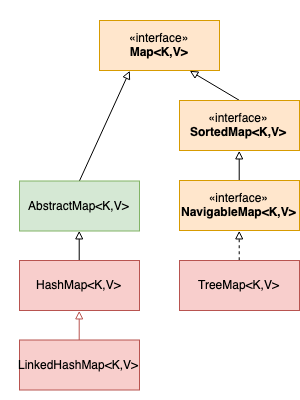 «interface»
Map<K,V>
«interface»
SortedMap<K,V>
AbstractMap<K,V>
«interface»
NavigableMap<K,V>
HashMap<K,V>
TreeMap<K,V>
LinkedHashMap<K,V>